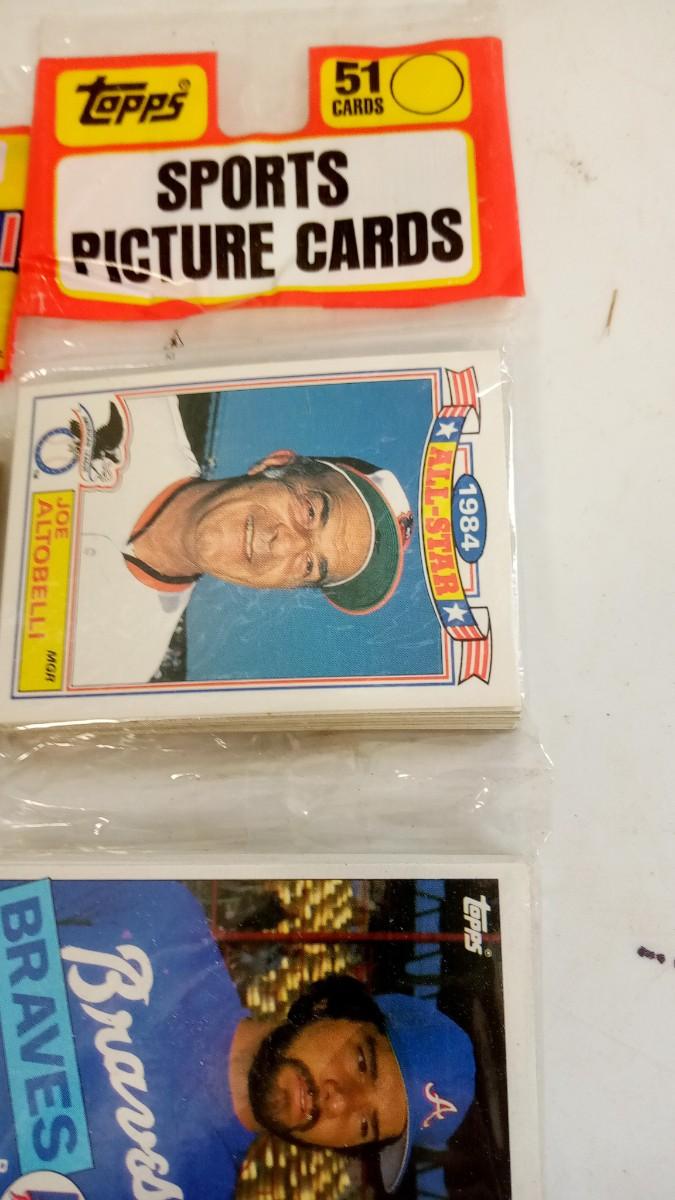 Topps
51
CARDS
SPORTS
PICTURE CARDS
1984
ALL-STAR
JOE
ALTOBELLI
MGR
topps
A
Braves
BRAVES